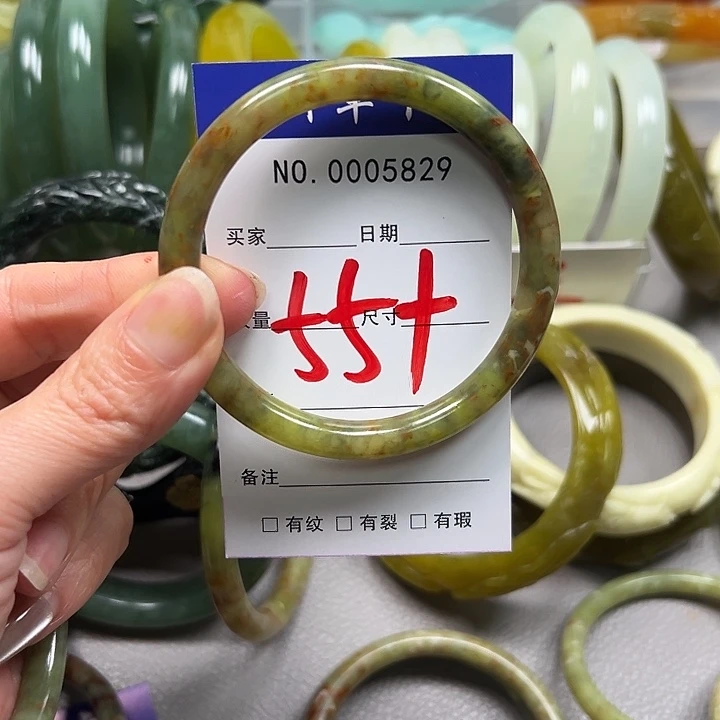 NO. 0005829
买家 日期
量 尺寸
55+
备注
□ 有纹 □ 有裂 □ 有瑕